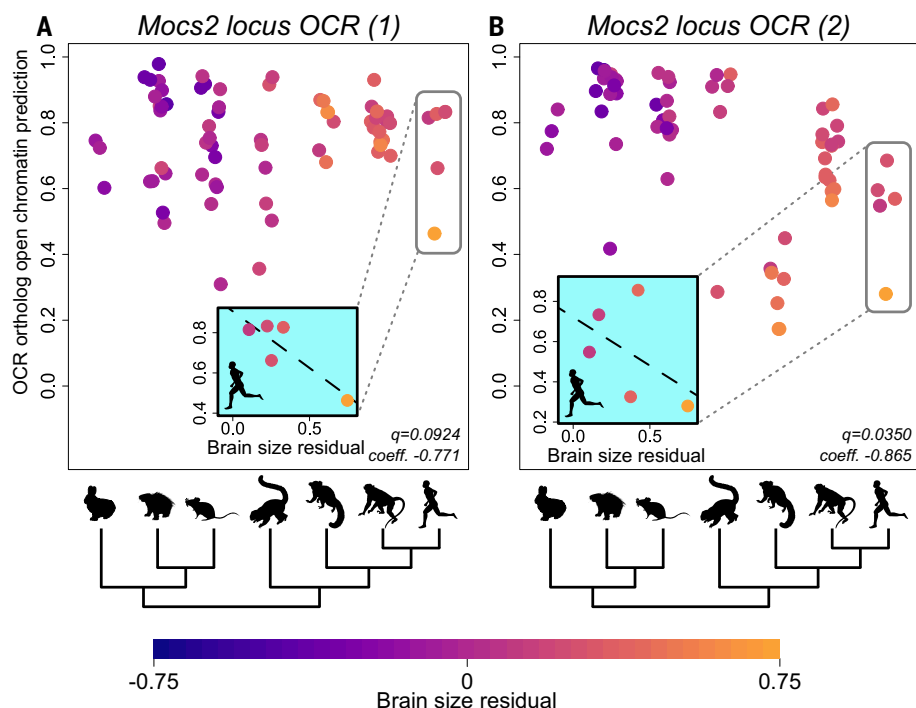 A
Mocs2 locus OCR (1)
OCR ortholog open chromatin prediction
1.0
0.8
0.6
0.4
0.2
0.0
0.8
0.6
0.4
0.0
0.5
Brain size residual
q=0.0924
coeff. -0.771
B
Mocs2 locus OCR (2)
1.0
0.8
0.6
0.4
0.2
0.0
0.8
0.6
0.4
0.2
0.0
0.5
Brain size residual
q=0.0350
coeff. -0.865
-0.75
0
0.75
Brain size residual